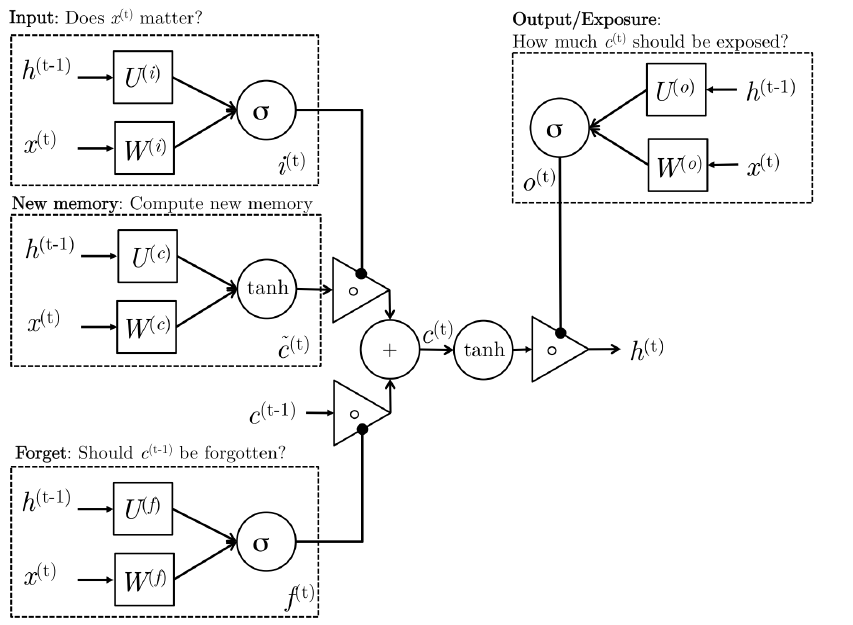 Input: Does x(t) matter?
h(t-1)
U(i)
x(t)
W(i)
σ
i(t)
New memory: Compute new memory
h(t-1)
U(c)
x(t)
W(c)
tanh
c̃(t)
c(t-1)
Forget: Should c(t-1) be forgotten?
h(t-1)
U(f)
x(t)
W(f)
σ
f(t)
+
c(t)
tanh
h(t)
Output/Exposure:
How much c(t) should be exposed?
U(o)
h(t-1)
σ
W(o)
x(t)
o(t)